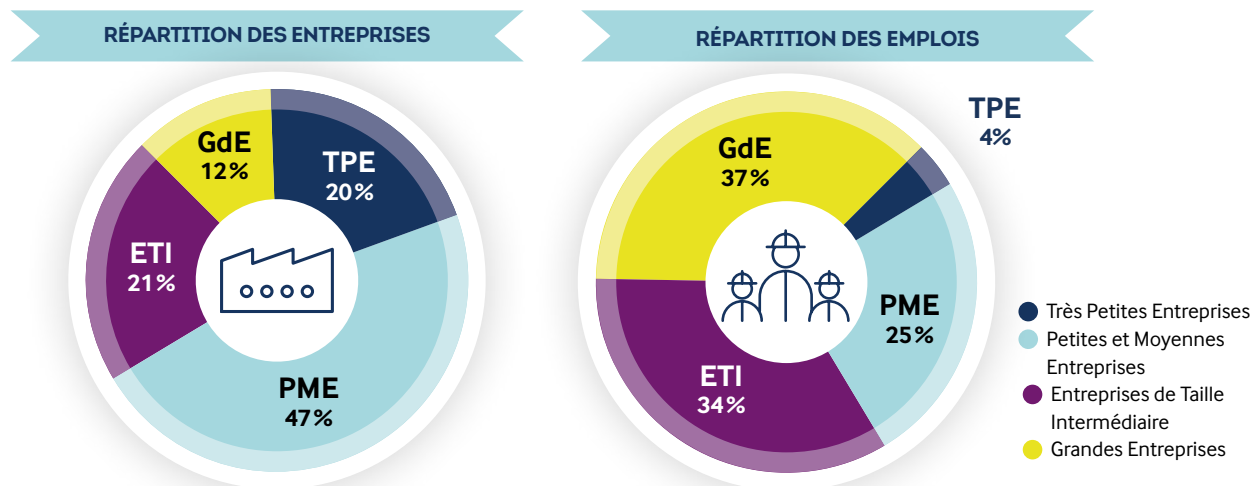 RÉPARTITION DES ENTREPRISES
GdE
12%
TPE
20%
ETI
21%
PME
47%
RÉPARTITION DES EMPLOIS
TPE
4%
GdE
37%
PME
25%
ETI
34%
Très Petites Entreprises
Petites et Moyennes
Entreprises
Entreprises de Taille
Intermédiaire
Grandes Entreprises